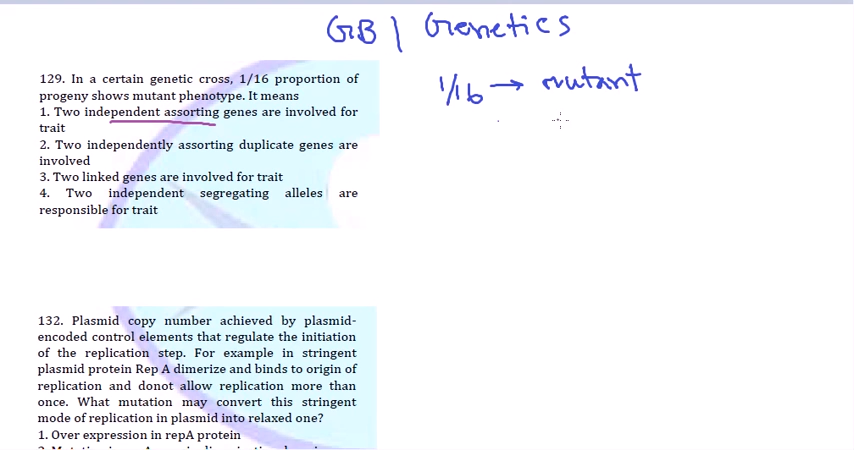 GB | Genetics
129. In a certain genetic cross, 1/16 proportion of
progeny shows mutant phenotype. It means
1. Two independent assorting genes are involved for
trait
2. Two independently assorting duplicate genes are
involved
3. Two linked genes are involved for trait
4. Two independent segregating alleles are
responsible for trait
1/16 → mutant
132. Plasmid copy number achieved by plasmid-
encoded control elements that regulate the initiation
of the replication step. For example in stringent
plasmid protein Rep A dimerize and binds to origin of
replication and donot allow replication more than
once. What mutation may convert this stringent
mode of replication in plasmid into relaxed one?
1. Over expression in repA protein